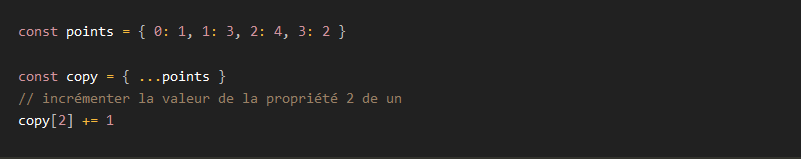 const points = { 0: 1, 1: 3, 2: 4, 3: 2 }
const copy = { ...points }
// incrémenter la valeur de la propriété 2 de un
copy[2] += 1